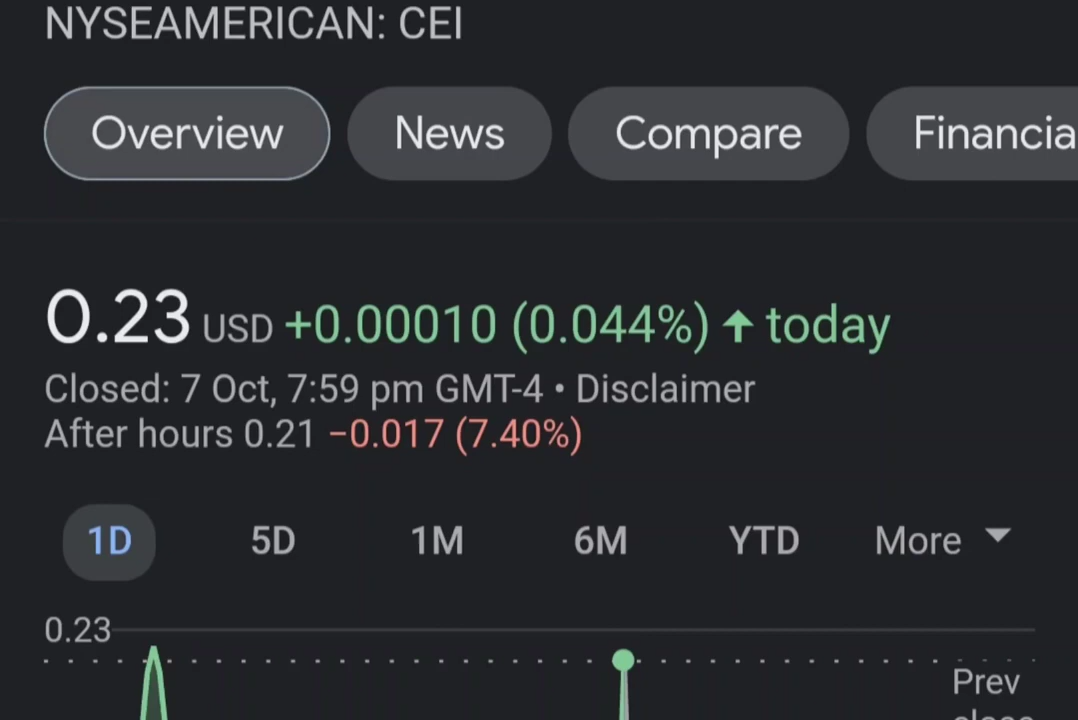 NYSEAMERICAN: CEI
Overview News Compare Financia
0.23 USD +0.00010 (0.044%) ↑ today
Closed: 7 Oct, 7:59 pm GMT-4 • Disclaimer
After hours 0.21 −0.017 (7.40%)
1D 5D 1M 6M YTD More
0.23
Prev
close